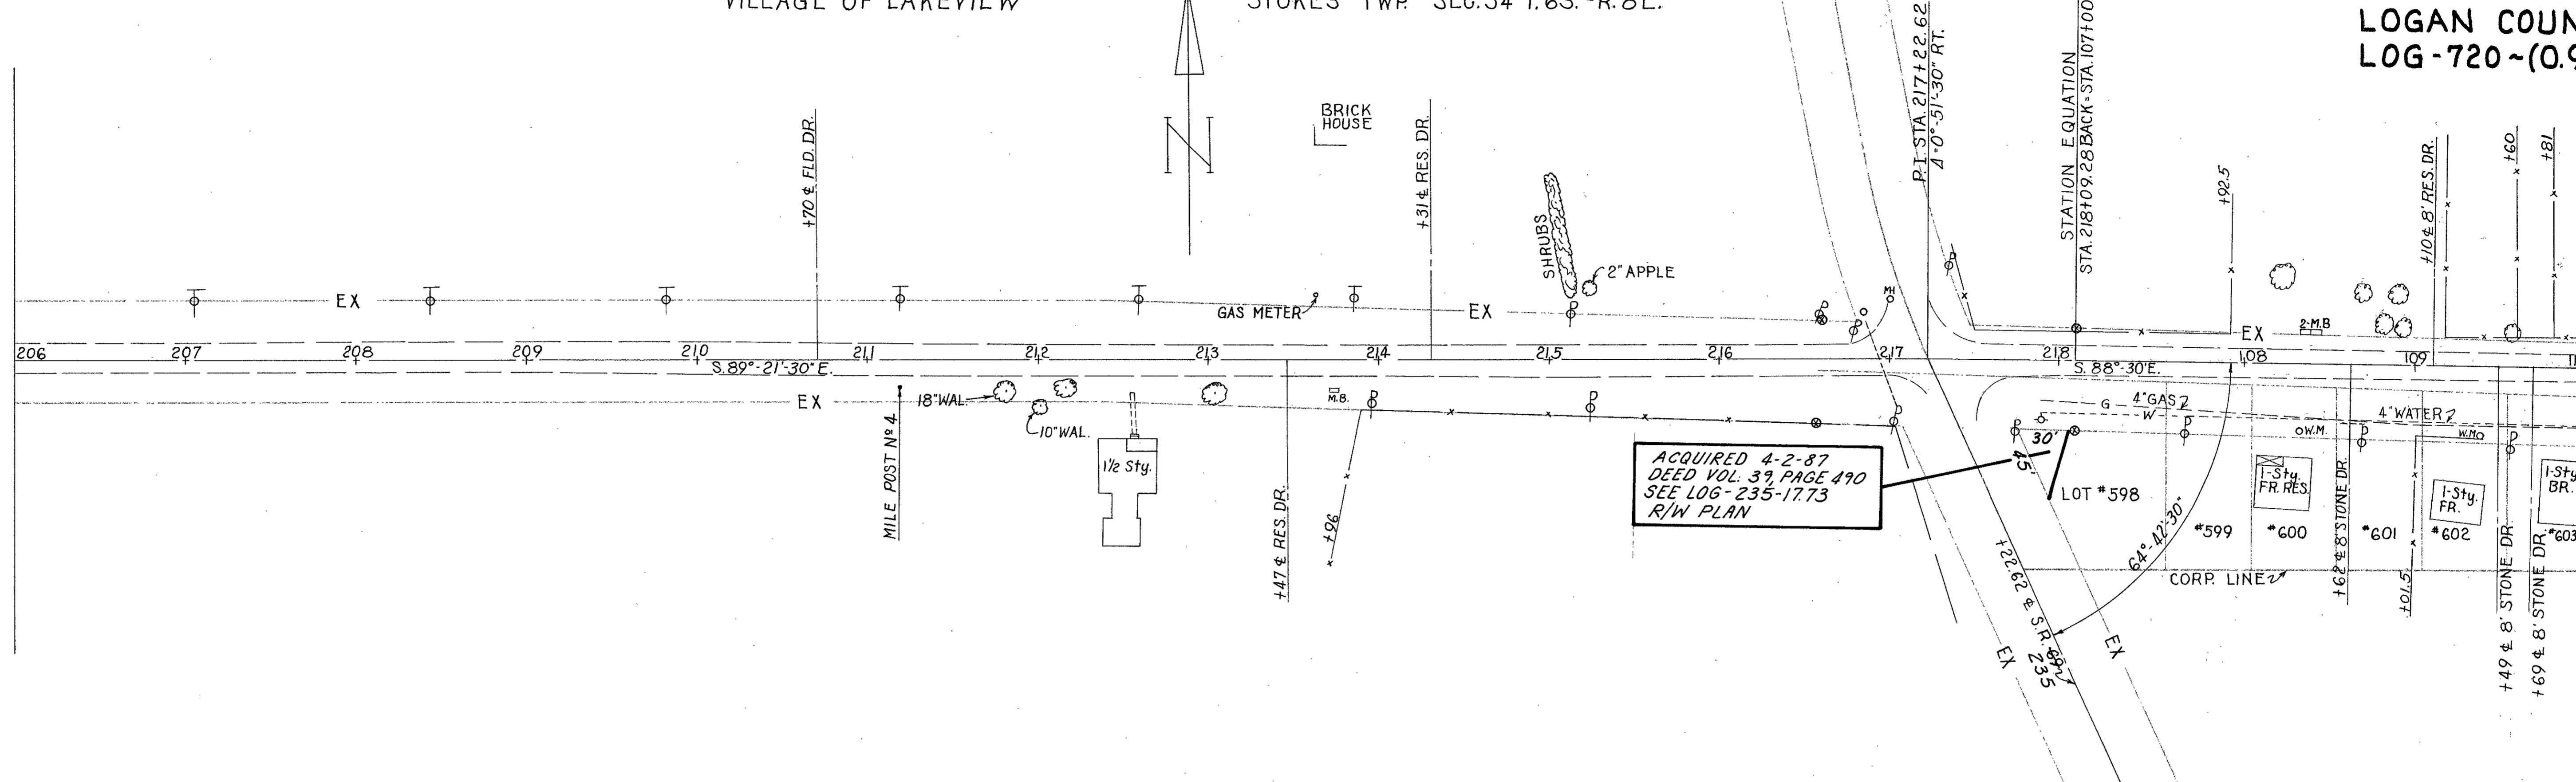 VILLAGE OF LAKEVIEW
STOKES TWP. SEC.34 T.6S.-R.8E.
LOGAN COUN
LOG-720~(0.9
P.I. STA. 217+22.62
Δ=0°-51'-30" RT.
STATION EQUATION
STA. 218+09.28 BACK=STA.107+00
BRICK
HOUSE
+70 ℄ FLD. DR.
N
+31 ℄ RES. DR.
SHRUBS
2" APPLE
+92.5
+10 ℄ 8' RES. DR.
+60
+81
EX
GAS METER
EX
MH
EX
2-M.B
206 207 208 209 210 211 212 213 214 215 216 217 218 108 109
S.89°-21'-30" E.
S. 88°-30'E.
EX
18" WAL.
10" WAL.
M.B.
MILE POST Nº 4
1½ Sty.
+47 ℄ RES. DR.
+96
ACQUIRED 4-2-87
DEED VOL. 39, PAGE 490
SEE LOG-235-17.73
R/W PLAN
30'
45'
G
4" GAS
W
4" WATER
W.M.
W.M.
LOT #598
#599
#600
#601
#602
#603
1-Sty.
FR. RES.
1-Sty.
FR.
1-Sty
BR.
64°-42'-30"
CORP. LINE
+62 ℄ 8' STONE DR.
+01.5
+49 ℄ 8' STONE DR.
+69 ℄ 8' STONE DR.
+22.62 ℄ S.R.
235
EX
EX